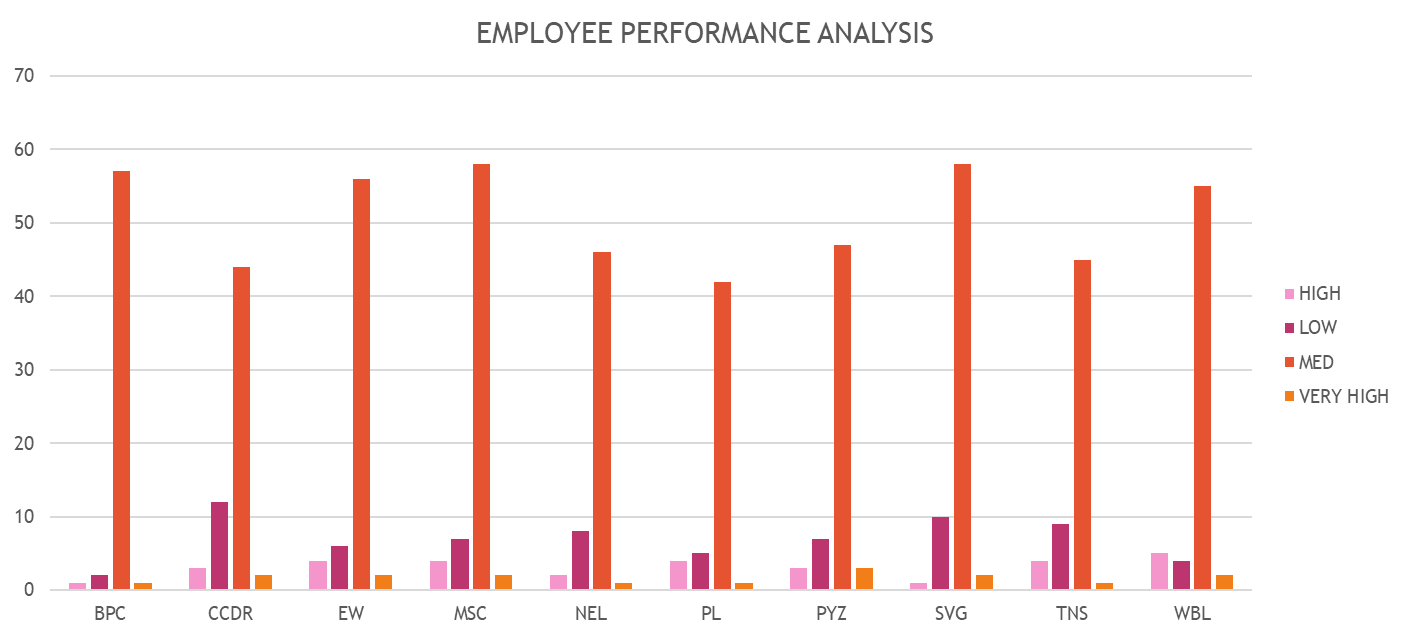 EMPLOYEE PERFORMANCE ANALYSIS
70
60
50
40
30
20
10
0
BPC CCDR EW MSC NEL PL PYZ SVG TNS WBL
HIGH
LOW
MED
VERY HIGH